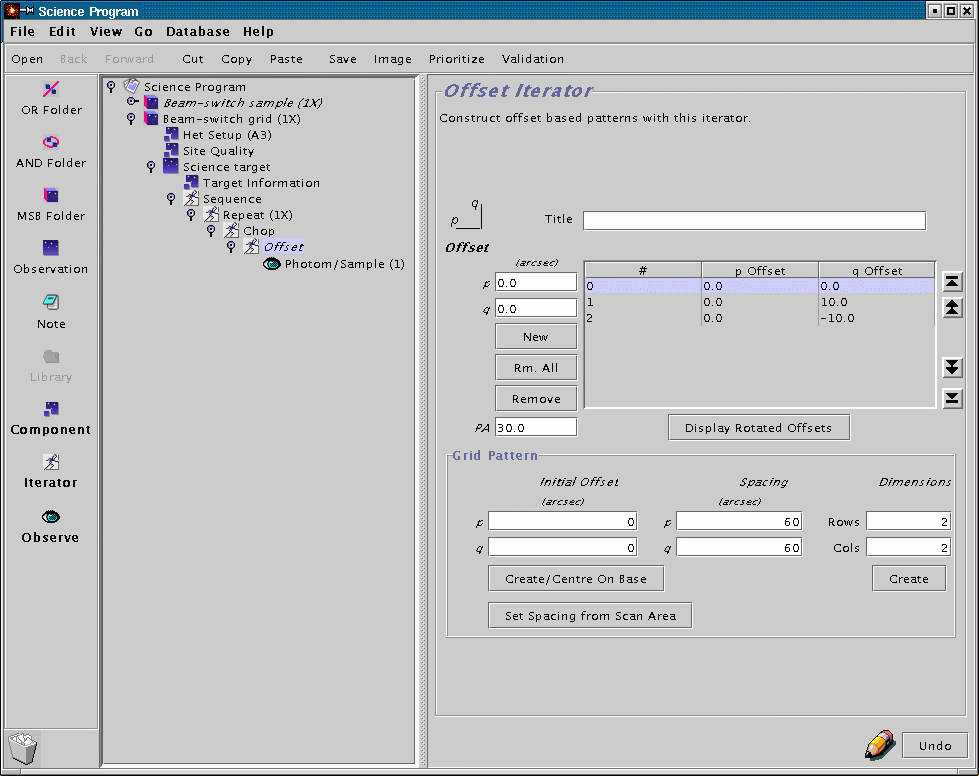 Science Program
File Edit View Go Database Help
Open Back Forward Cut Copy Paste Save Image Prioritize Validation
OR Folder
AND Folder
MSB Folder
Observation
Note
Library
Component
Iterator
Observe
Science Program
Beam-switch sample (1X)
Beam-switch grid (1X)
Het Setup (A3)
Site Quality
Science target
Target Information
Sequence
Repeat (1X)
Chop
Offset
Photom/Sample (1)
Offset Iterator
Construct offset based patterns with this iterator.
p q
Title
Offset
(arcsec)
p 0.0
q 0.0
New
Rm. All
Remove
PA 30.0
# p Offset q Offset
0 0.0 0.0
1 0.0 10.0
2 0.0 -10.0
Display Rotated Offsets
Grid Pattern
Initial Offset Spacing Dimensions
(arcsec) (arcsec)
p 0 p 60 Rows 2
q 0 q 60 Cols 2
Create/Centre On Base Create
Set Spacing from Scan Area
Undo